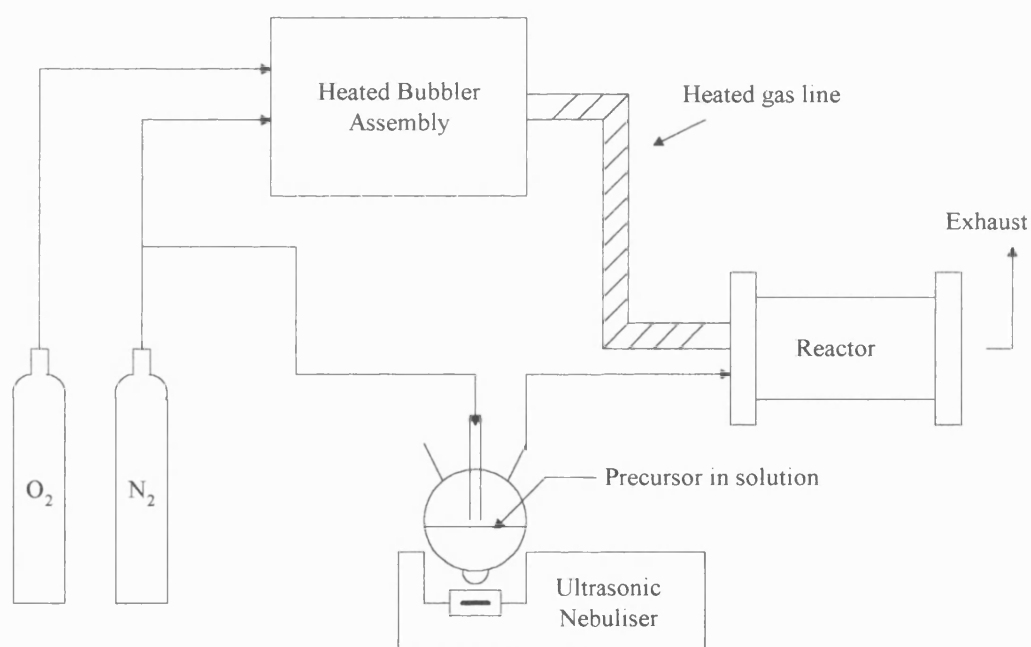 Heated Bubbler
Assembly
Heated gas line
Exhaust
Reactor
O₂
N₂
Precursor in solution
Ultrasonic
Nebuliser